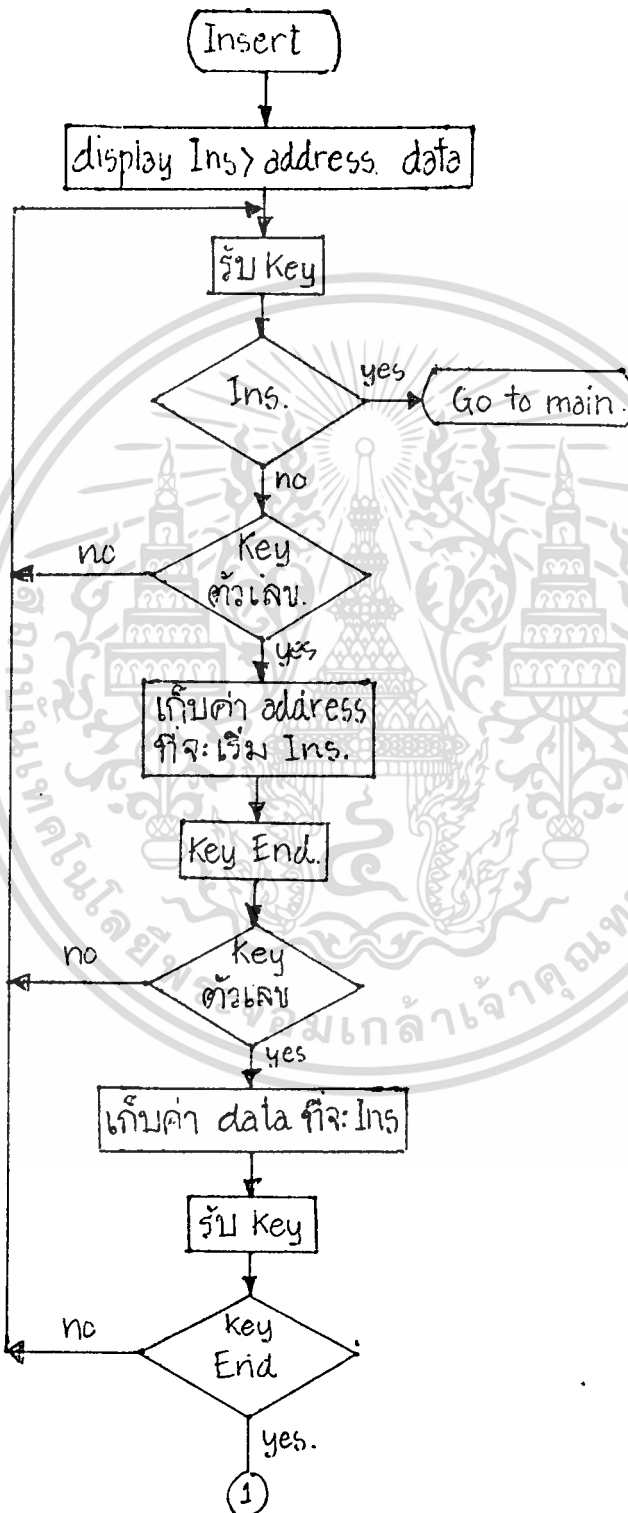 Insert
display Ins > address. data
รับ Key
Ins.
yes
Go to main.
no
Key
ตัวเลข.
no
yes
เก็บค่า address
ที่จะเริ่ม Ins.
Key End.
Key
ตัวเลข
no
yes
เก็บค่า data ที่จะ Ins
รับ Key
key
End
no
yes.
1